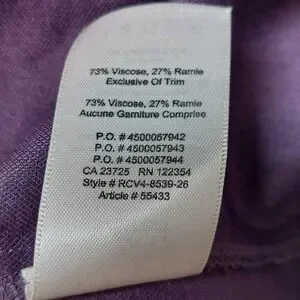 73% Viscose, 27% Ramie
Exclusive Of Trim
73% Viscose, 27% Ramie
Aucune Garniture Comprise
P.O. # 4500057942
P.O. # 4500057943
P.O. # 4500057944
CA 23725 RN 122354
Style # RCV4-8539-26
Article # 55433